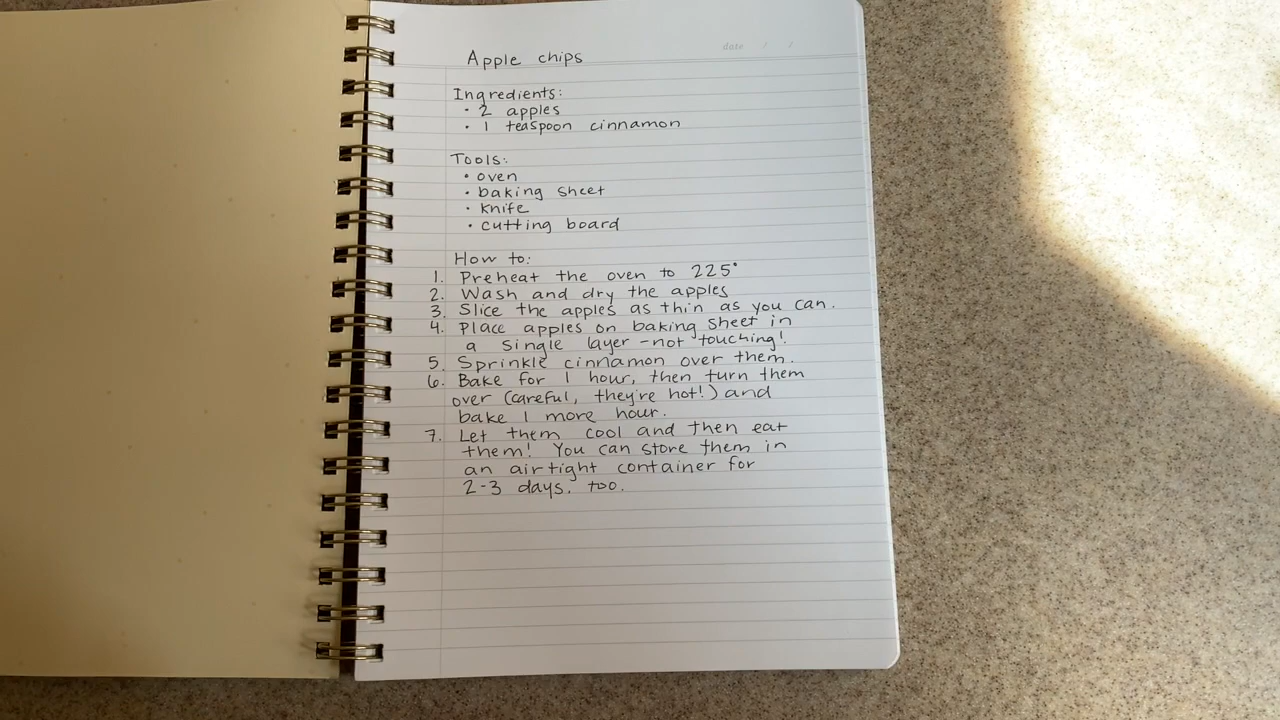 date / /
Apple chips
Ingredients:
• 2 apples
• 1 teaspoon cinnamon
Tools:
• oven
• baking sheet
• knife
• cutting board
How to:
1. Preheat the oven to 225°
2. Wash and dry the apples
3. Slice the apples as thin as you can.
4. Place apples on baking sheet in
a single layer - not touching!
5. Sprinkle cinnamon over them.
6. Bake for 1 hour, then turn them
over (careful, they're hot!) and
bake 1 more hour.
7. Let them cool and then eat
them! You can store them in
an airtight container for
2-3 days. too.